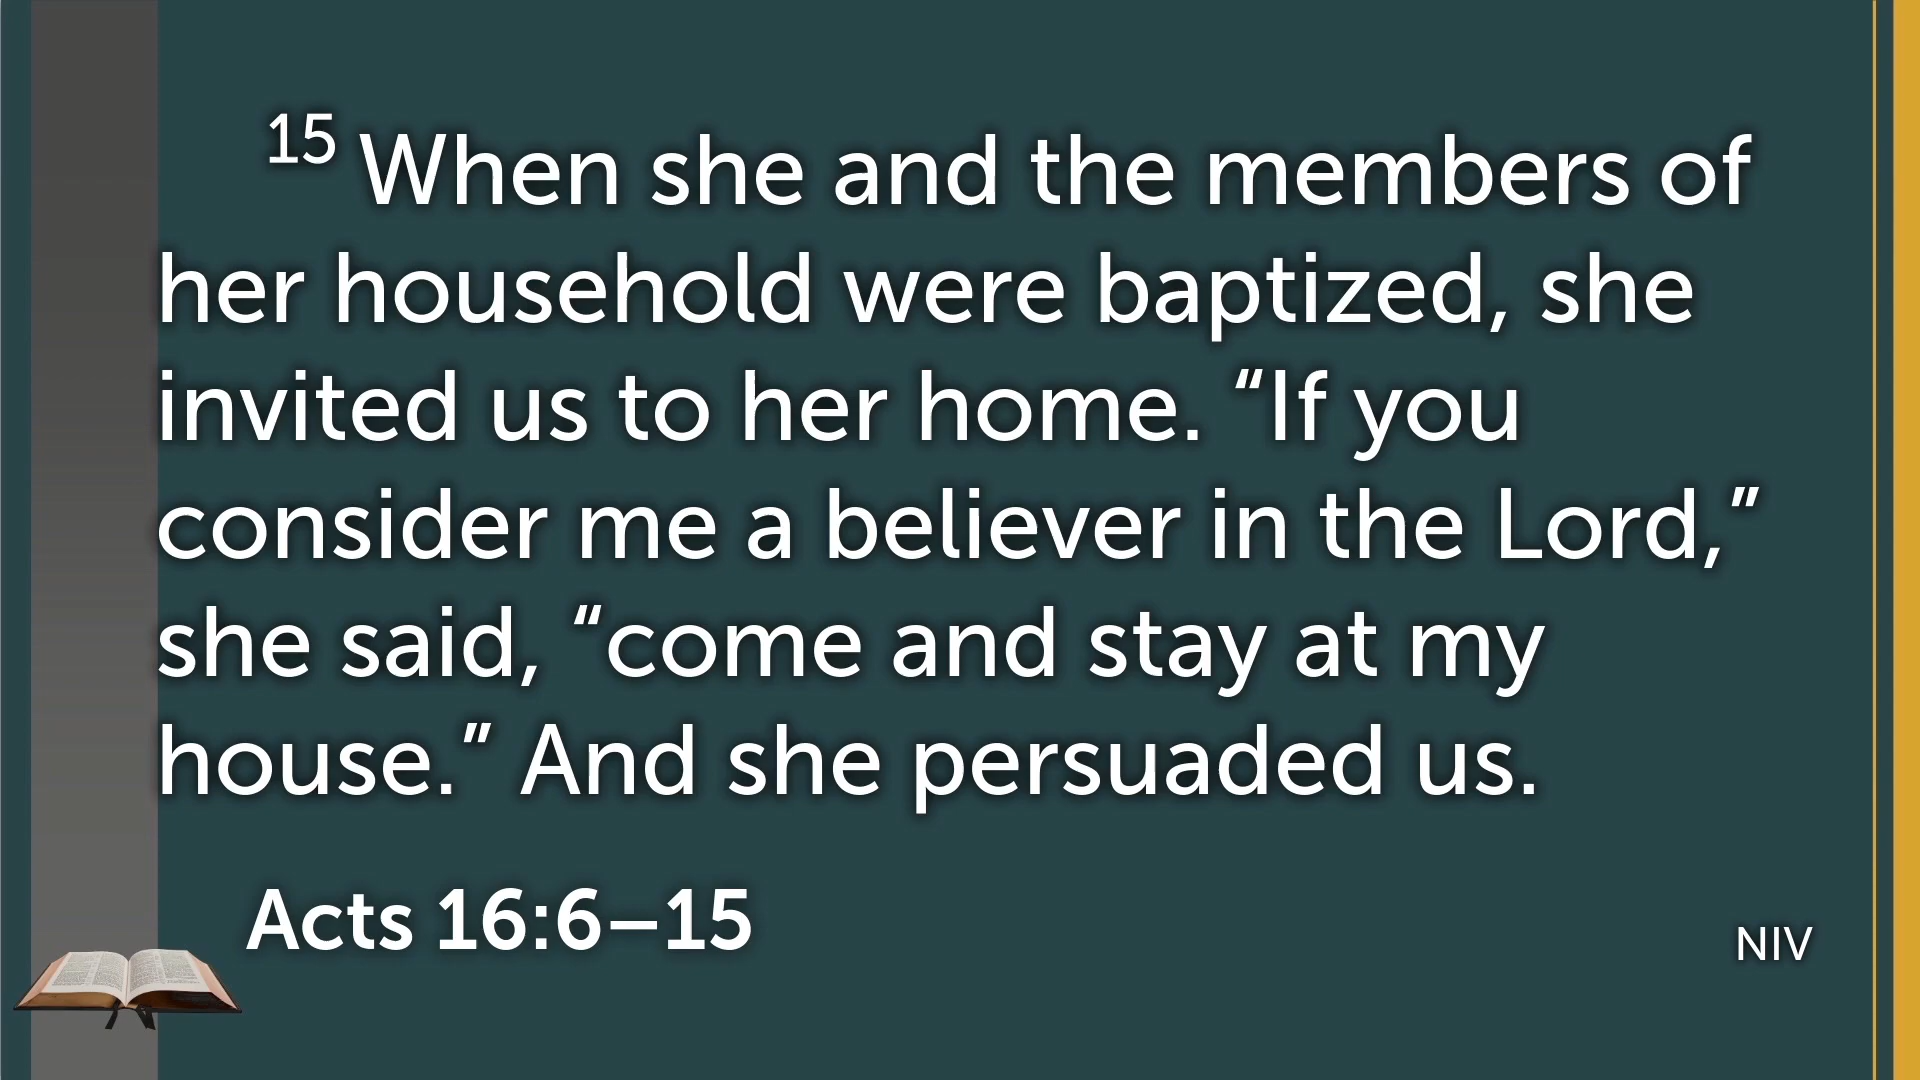 15 When she and the members of
her household were baptized, she
invited us to her home. “If you
consider me a believer in the Lord,”
she said, “come and stay at my
house.” And she persuaded us.
Acts 16:6–15
NIV